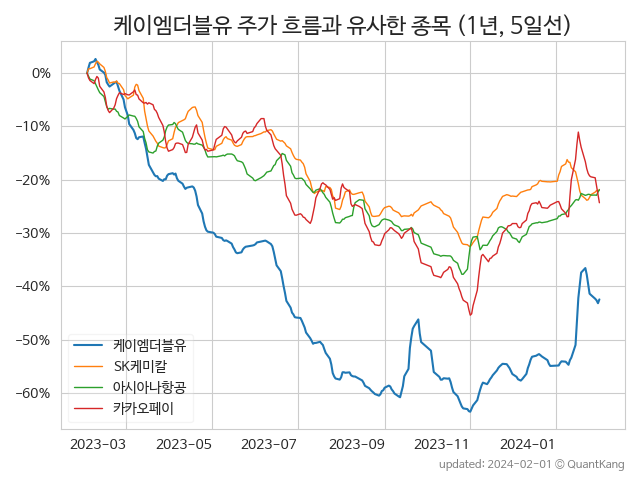 케이엠더블유 주가 흐름과 유사한 종목 (1년, 5일선)
0%
−10%
−20%
−30%
−40%
−50%
−60%
케이엠더블유
SK케미칼
아시아나항공
카카오페이
2023-03 2023-05 2023-07 2023-09 2023-11 2024-01
updated: 2024-02-01 © QuantKang